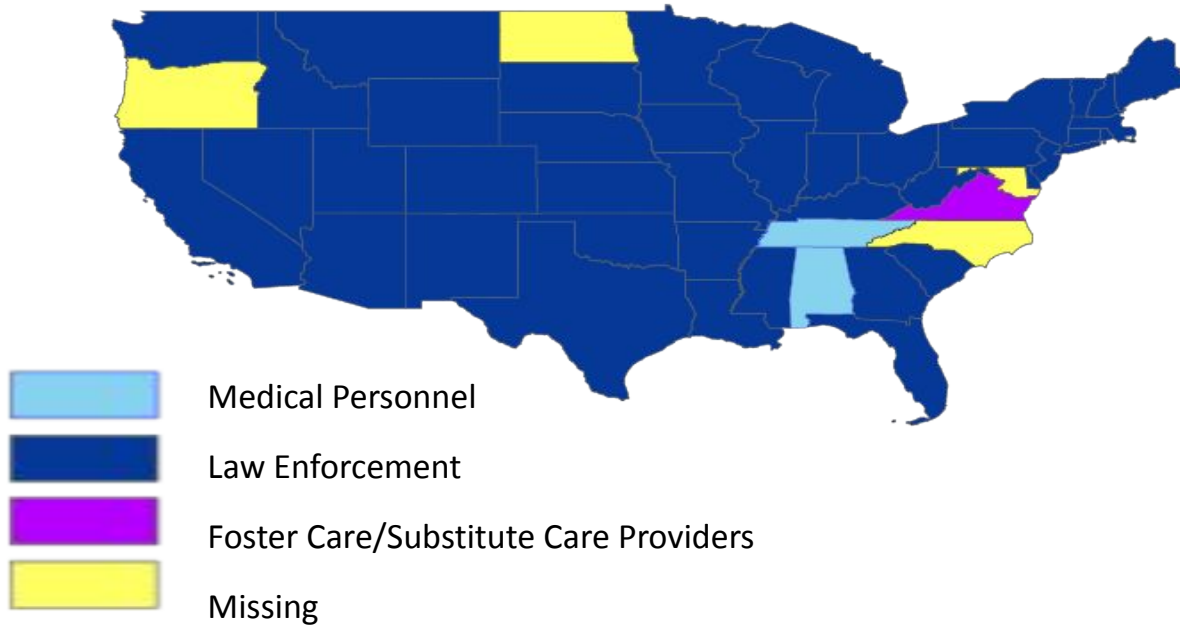 Medical Personnel
Law Enforcement
Foster Care/Substitute Care Providers
Missing